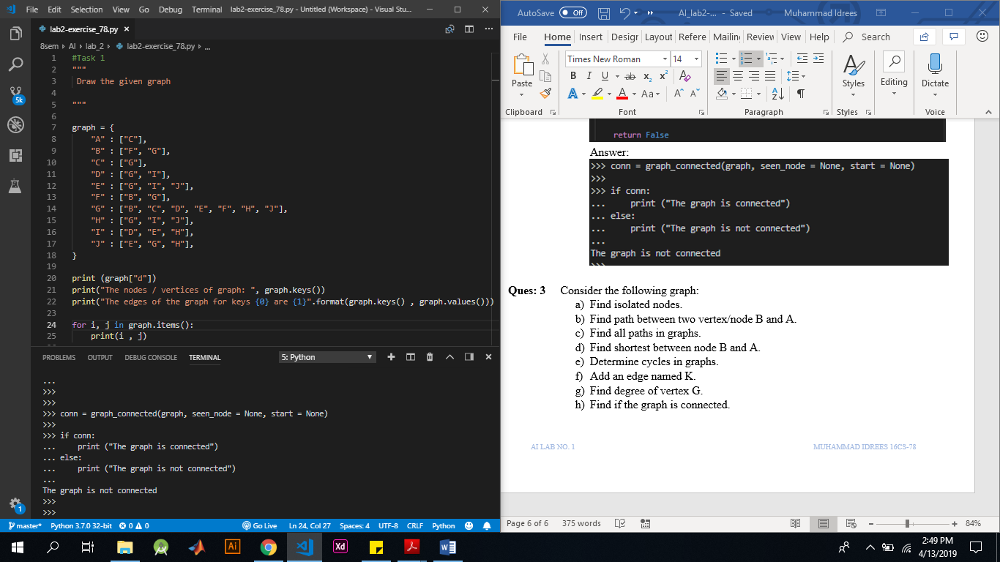 File Edit Selection View Go Debug Terminal lab2-exercise_78.py - Untitled (Workspace) - Visual Stu...
lab2-exercise_78.py ×
8sem › AI › lab_2 › lab2-exercise_78.py › ...
1 #Task 1
2 """
3 Draw the given graph
4
5 """
6
7 graph = {
8 "A" : ["C"],
9 "B" : ["F", "G"],
10 "C" : ["G"],
11 "D" : ["G", "I"],
12 "E" : ["G", "I", "J"],
13 "F" : ["B", "G"],
14 "G" : ["B", "C", "D", "E", "F", "H", "J"],
15 "H" : ["G", "I", "J"],
16 "I" : ["D", "E", "H"],
17 "J" : ["E", "G", "H"],
18 }
19
20 print (graph["d"])
21 print("The nodes / vertices of graph: ", graph.keys())
22 print("The edges of the graph for keys {0} are {1}".format(graph.keys() , graph.values()))
23
24 for i, j in graph.items():
25 print(i , j)
PROBLEMS OUTPUT DEBUG CONSOLE TERMINAL 5: Python
...
>>>
>>>
>>> conn = graph_connected(graph, seen_node = None, start = None)
>>>
>>> if conn:
... print ("The graph is connected")
... else:
... print ("The graph is not connected")
...
The graph is not connected
>>>
>>>
5k
1
master* Python 3.7.0 32-bit 0 0 Go Live Ln 24, Col 27 Spaces: 4 UTF-8 CRLF Python
AutoSave Off AI_lab2-... - Saved Muhammad Idrees
File Home Insert Desigr Layout Refere Mailin Review View Help Search
Paste
Times New Roman 14
B I U ab x₂ x² A
A A Aa A A
Styles Editing Dictate
Clipboard Font Paragraph Styles Voice
return False
Answer:
>>> conn = graph_connected(graph, seen_node = None, start = None)
>>>
>>> if conn:
... print ("The graph is connected")
... else:
... print ("The graph is not connected")
...
The graph is not connected
>>>
Ques: 3 Consider the following graph:
a) Find isolated nodes.
b) Find path between two vertex/node B and A.
c) Find all paths in graphs.
d) Find shortest between node B and A.
e) Determine cycles in graphs.
f) Add an edge named K.
g) Find degree of vertex G.
h) Find if the graph is connected.
AI LAB NO. 1 MUHAMMAD IDREES 16CS-78
Page 6 of 6 375 words 84%
Ai Xd W
2:49 PM
4/13/2019